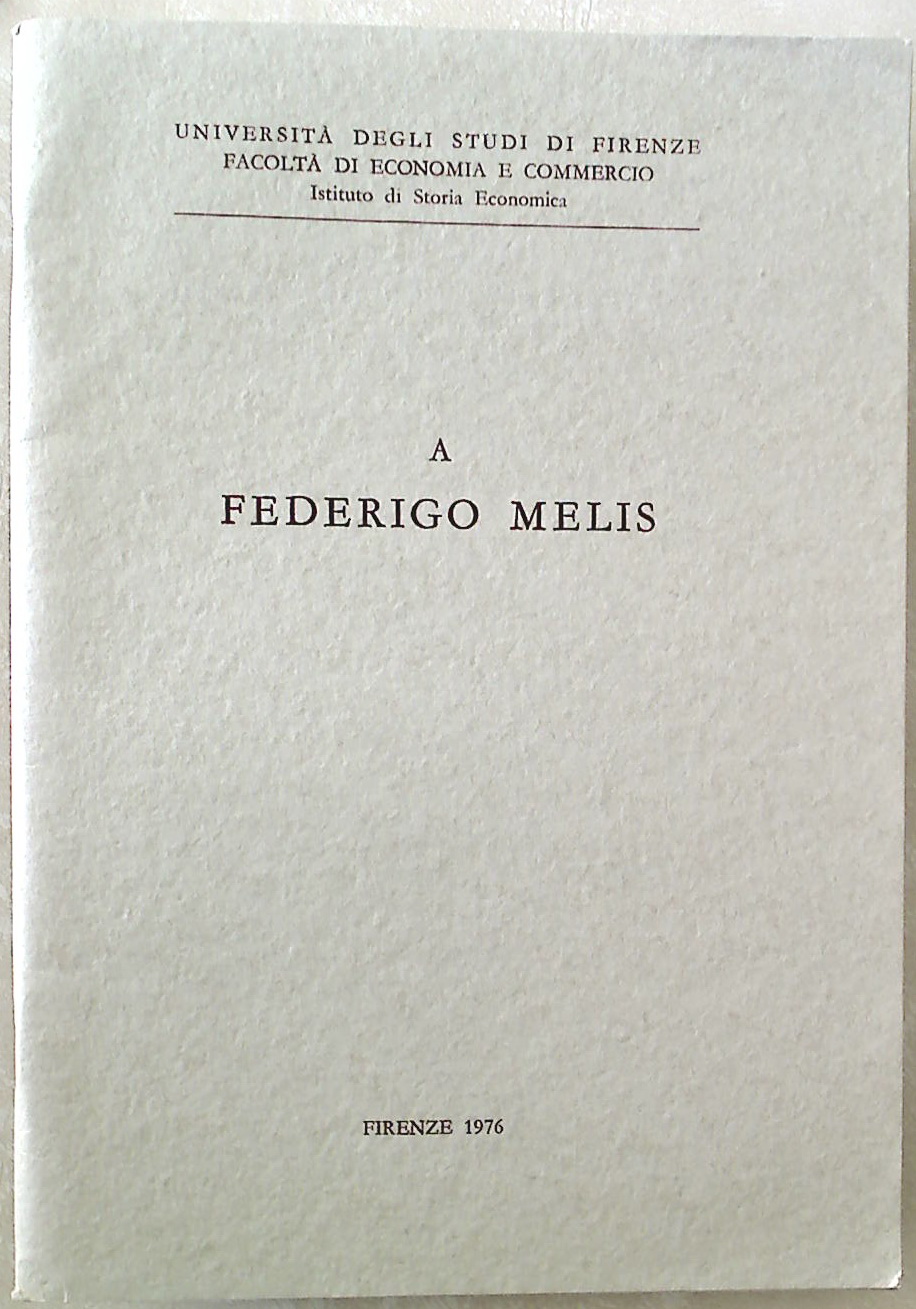 UNIVERSITÀ DEGLI STUDI DI FIRENZE
FACOLTÀ DI ECONOMIA E COMMERCIO
Istituto di Storia Economica
A
FEDERIGO MELIS
FIRENZE 1976